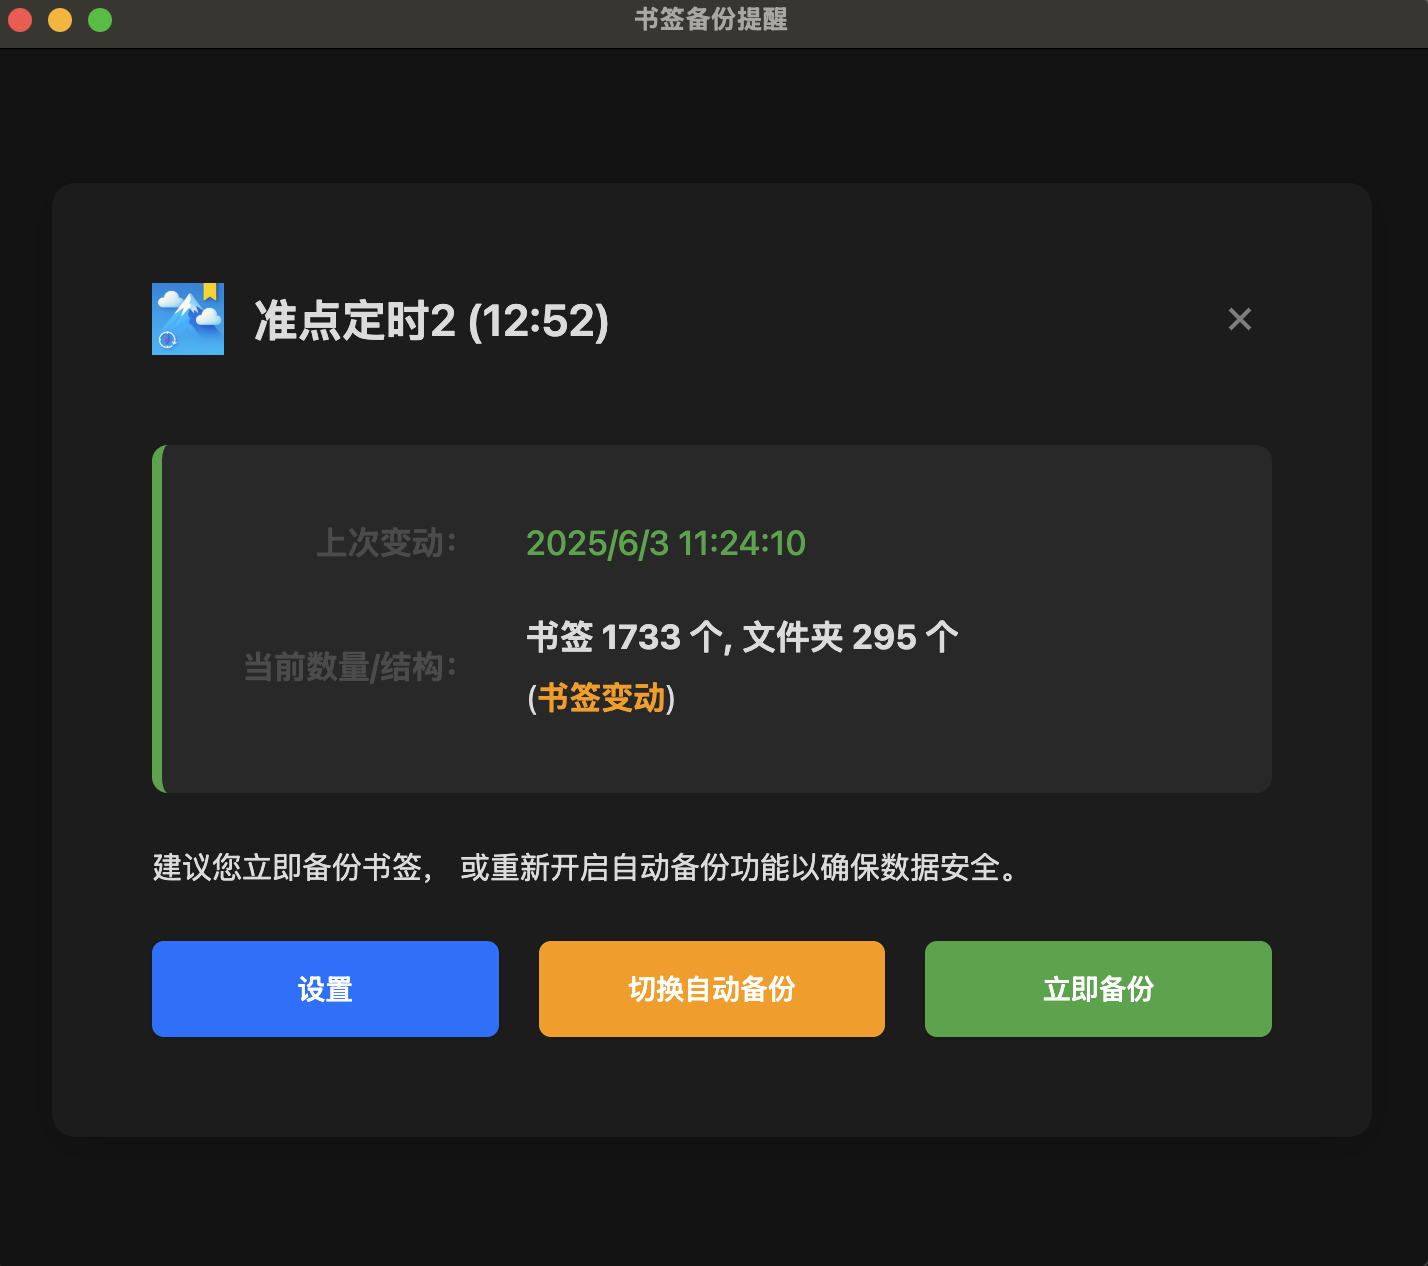 书签备份提醒
准点定时2 (12:52)
上次变动：
2025/6/3 11:24:10
当前数量/结构：
书签 1733 个, 文件夹 295 个
(书签变动)
建议您立即备份书签， 或重新开启自动备份功能以确保数据安全。
设置
切换自动备份
立即备份